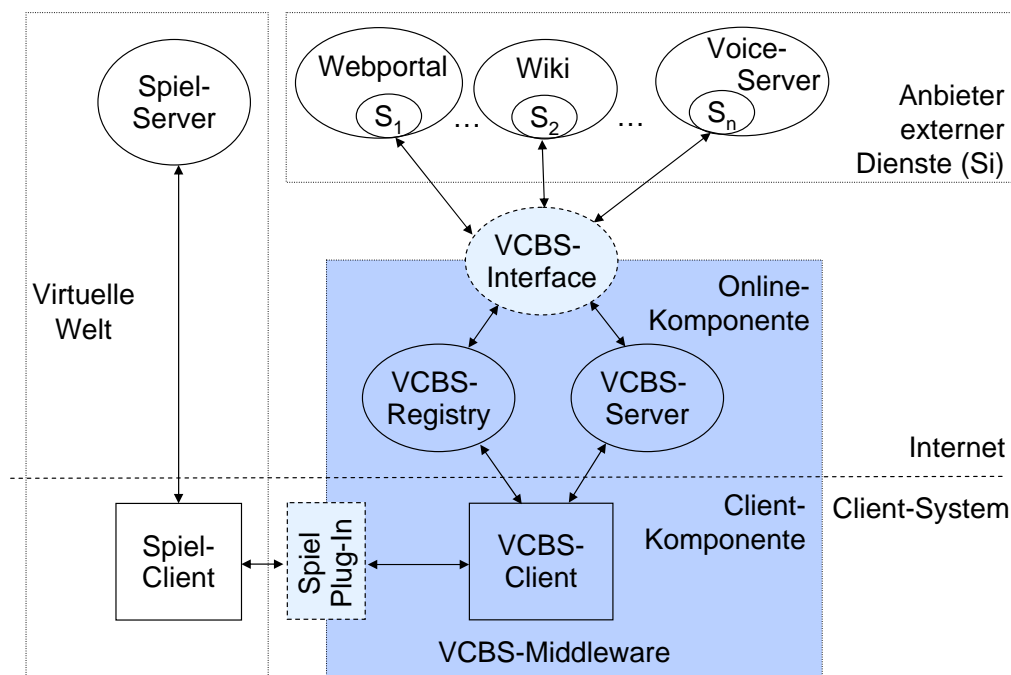 Spiel-
Server
Webportal
S1
...
Wiki
S2
...
Voice-
Server
Sn
Anbieter
externer
Dienste (Si)
Virtuelle
Welt
VCBS-
Interface
Online-
Komponente
VCBS-
Registry
VCBS-
Server
Internet
Client-System
Spiel-
Client
Spiel
Plug-In
VCBS-
Client
Client-
Komponente
VCBS-Middleware